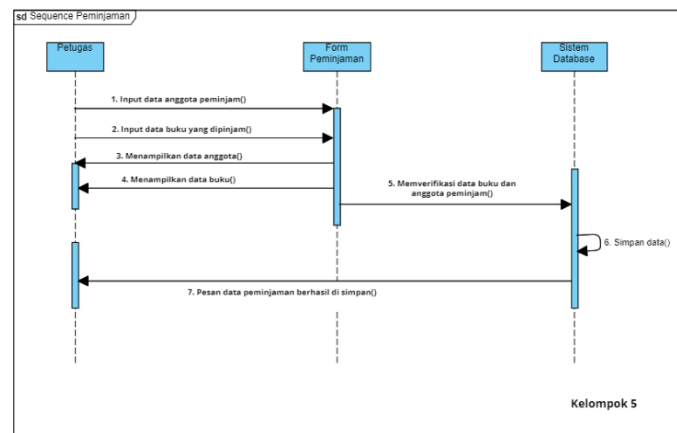 sd Sequence Peminjaman
Petugas
Form
Peminjaman
Sistem
Database
1. Input data anggota peminjam()
2. Input data buku yang dipinjam()
3. Menampilkan data anggota()
4. Menampilkan data buku()
5. Memverifikasi data buku dan
anggota peminjam()
6. Simpan data()
7. Pesan data peminjaman berhasil di simpan()
Kelompok 5